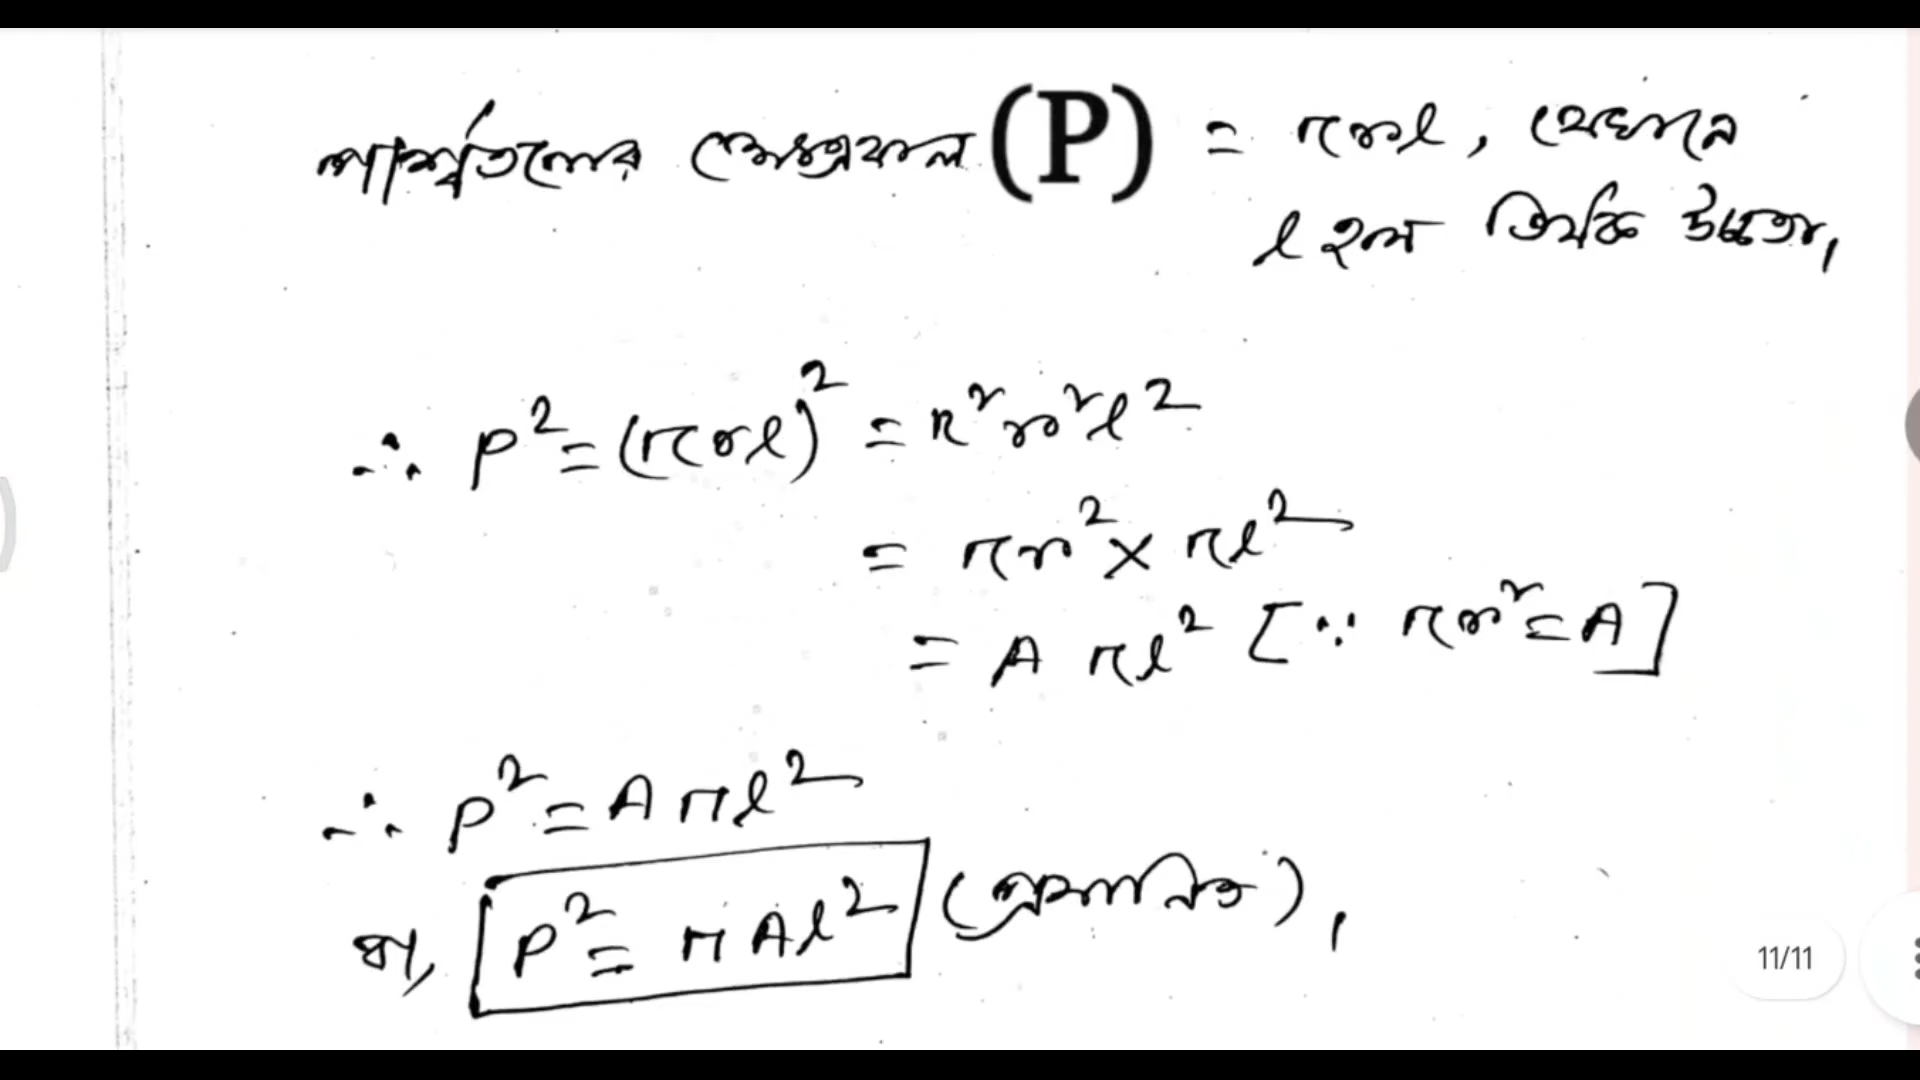 পার্শ্বতলের ক্ষেত্রফল (P) = πrl, যেখানে
l হল তির্যক উচ্চতা,
∴ P² = (πrl)² = π²r²l²
= πr² × πl²
= A πl² [∵ πr² = A]
∴ P² = Aπl²
বা, P² = πAl² (প্রমাণিত),
11/11